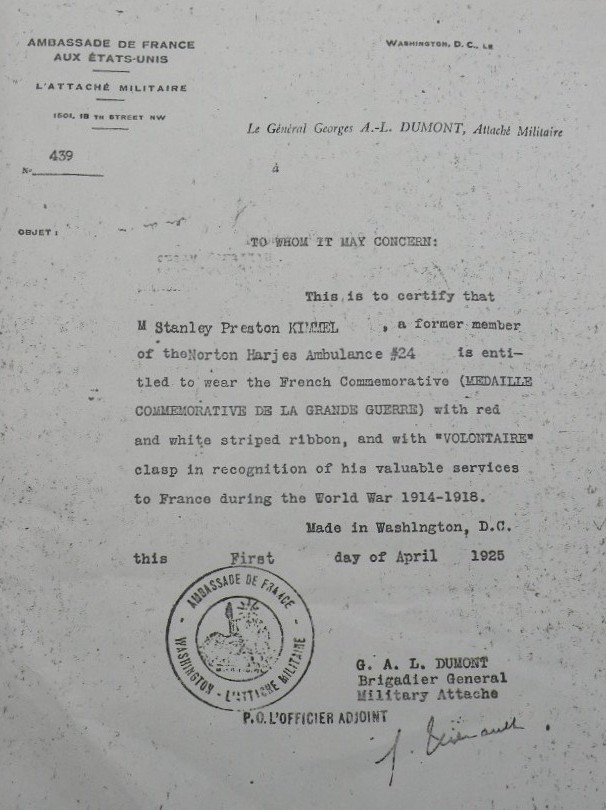 AMBASSADE DE FRANCE
AUX ÉTATS-UNIS
L'ATTACHÉ MILITAIRE
1601, 18 TH STREET NW
No 439
OBJET :
WASHINGTON, D. C., LE
Le Général Georges A.-L. DUMONT, Attaché Militaire
à
TO WHOM IT MAY CONCERN:
This is to certify that
M Stanley Preston KIMMEL , a former member
of theNorton Harjes Ambulance #24 is enti-
tled to wear the French Commemorative (MEDAILLE
COMMEMORATIVE DE LA GRANDE GUERRE) with red
and white striped ribbon, and with "VOLONTAIRE"
clasp in recognition of his valuable services
to France during the World War 1914-1918.
Made in Washington, D.C.
this First day of April 1925
- AMBASSADE DE FRANCE -
WASHINGTON - L'ATTACHE MILITAIRE
G. A. L. DUMONT
Brigadier General
Military Attache
P.O. L'OFFICIER ADJOINT